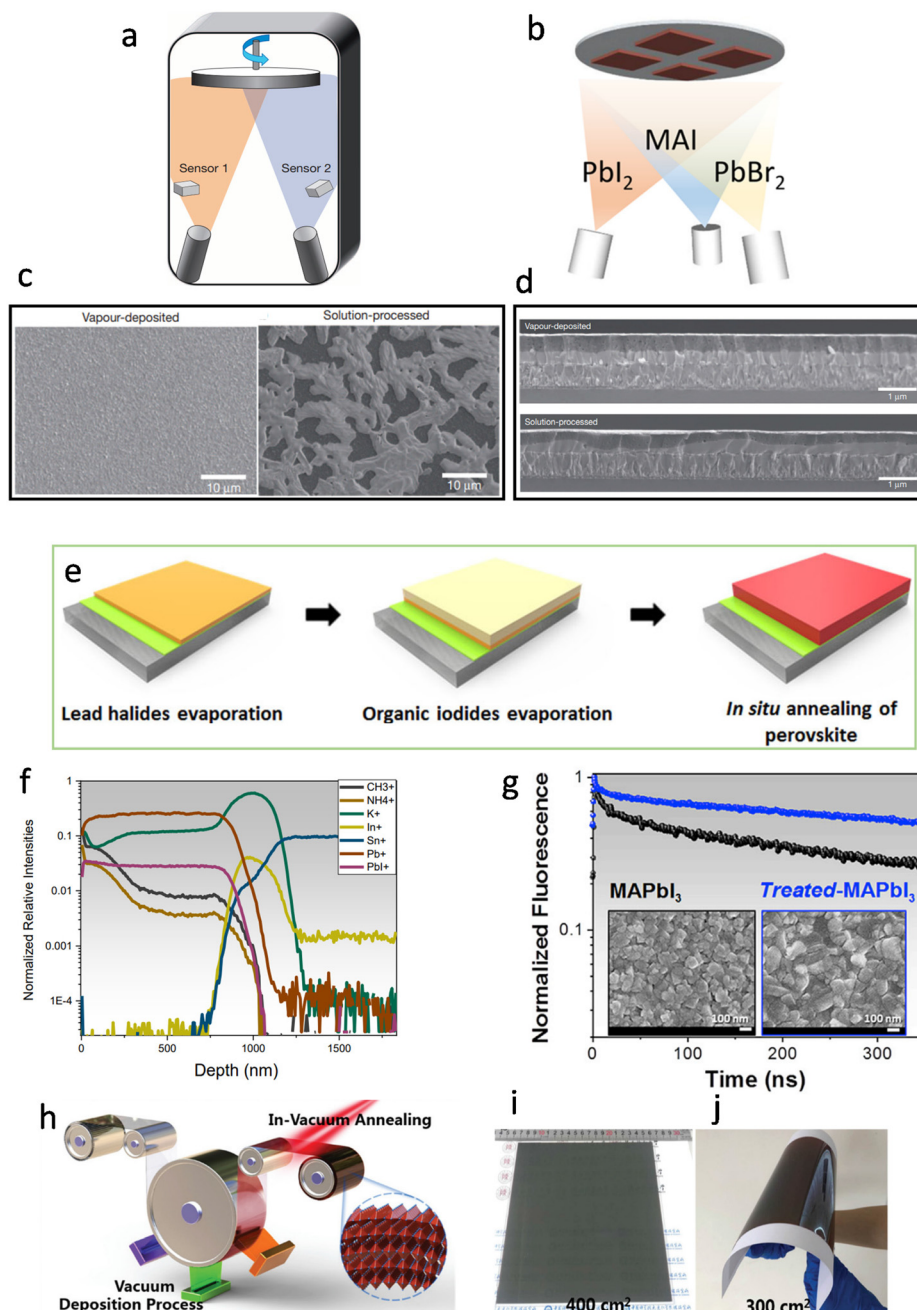 a
Sensor 1
Sensor 2
b
MAI
PbI2
PbBr2
c
Vapour-deposited
Solution-processed
10 μm
10 μm
d
Vapour-deposited
1 μm
Solution-processed
1 μm
e
Lead halides evaporation
Organic iodides evaporation
In situ annealing of
perovskite
f
1
0.1
0.01
0.001
1E-4
Normalized Relative Intensities
CH3+
NH4+
K+
In+
Sn+
Pb+
PbI+
0
500
1000
1500
Depth (nm)
g
1
0.1
Normalized Fluorescence
MAPbI3
Treated-MAPbI3
100 nm
100 nm
0
100
200
300
Time (ns)
h
In-Vacuum Annealing
Vacuum
Deposition Process
i
400 cm2
j
300 cm2